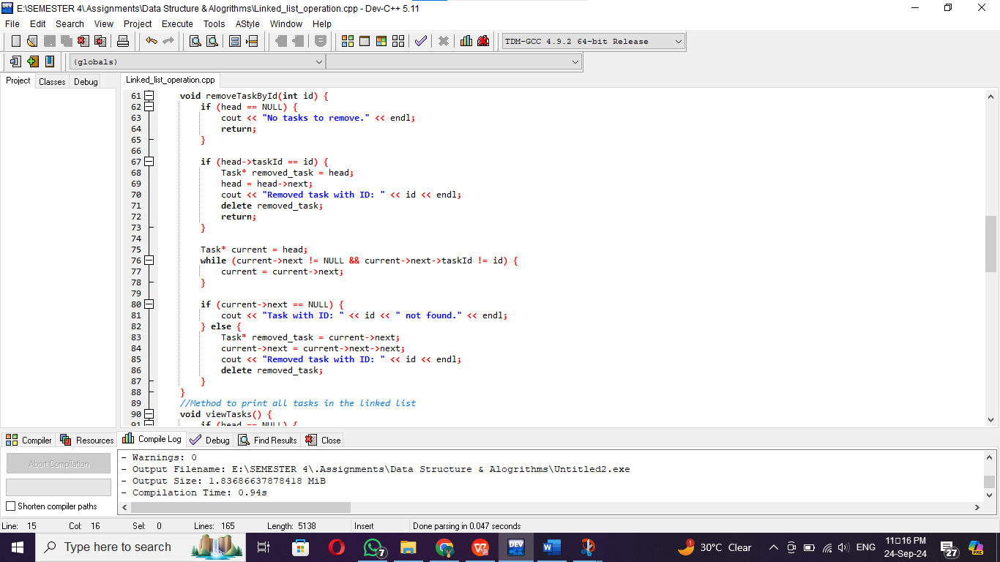 E:\SEMESTER 4\.Assignments\Data Structure & Alogrithms\Linked_list_operation.cpp - Dev-C++ 5.11
File Edit Search View Project Execute Tools AStyle Window Help
TDM-GCC 4.9.2 64-bit Release
(globals)
Project Classes Debug
Linked_list_operation.cpp
61 void removeTaskById(int id) {
62 if (head == NULL) {
63 cout << "No tasks to remove." << endl;
64 return;
65 }
66
67 if (head->taskId == id) {
68 Task* removed_task = head;
69 head = head->next;
70 cout << "Removed task with ID: " << id << endl;
71 delete removed_task;
72 return;
73 }
74
75 Task* current = head;
76 while (current->next != NULL && current->next->taskId != id) {
77 current = current->next;
78 }
79
80 if (current->next == NULL) {
81 cout << "Task with ID: " << id << " not found." << endl;
82 } else {
83 Task* removed_task = current->next;
84 current->next = current->next->next;
85 cout << "Removed task with ID: " << id << endl;
86 delete removed_task;
87 }
88 }
89 //Method to print all tasks in the linked list
90 void viewTasks() {
91 if (head == NULL) {
Compiler Resources Compile Log Debug Find Results Close
Abort Compilation
Shorten compiler paths
- Warnings: 0
- Output Filename: E:\SEMESTER 4\.Assignments\Data Structure & Alogrithms\Untitled2.exe
- Output Size: 1.83686637878418 MiB
- Compilation Time: 0.94s
Line: 15 Col: 16 Sel: 0 Lines: 165 Length: 5138 Insert Done parsing in 0.047 seconds
Type here to search
7
DEV
W
1
30°C Clear
ENG
11□16 PM
24-Sep-24
27
PRE